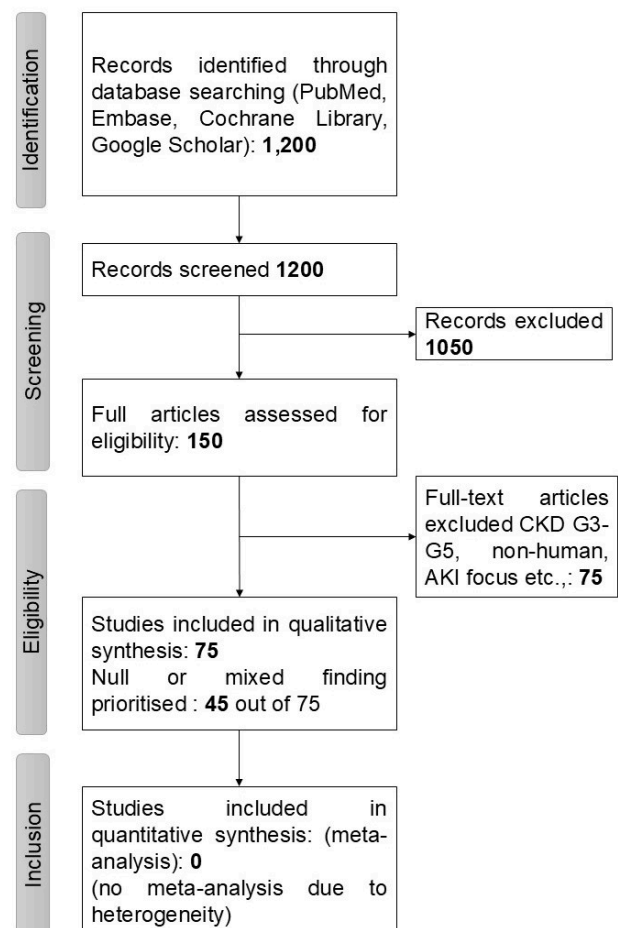 Identification
Records identified through
database searching (PubMed,
Embase, Cochrane Library,
Google Scholar): 1,200
Screening
Records screened 1200
Records excluded
1050
Full articles assessed for
eligibility: 150
Eligibility
Full-text articles
excluded CKD G3-
G5, non-human,
AKI focus etc.,: 75
Studies included in qualitative
synthesis: 75
Null or mixed finding
prioritised : 45 out of 75
Inclusion
Studies included in
quantitative synthesis: (meta-
analysis): 0
(no meta-analysis due to
heterogeneity)